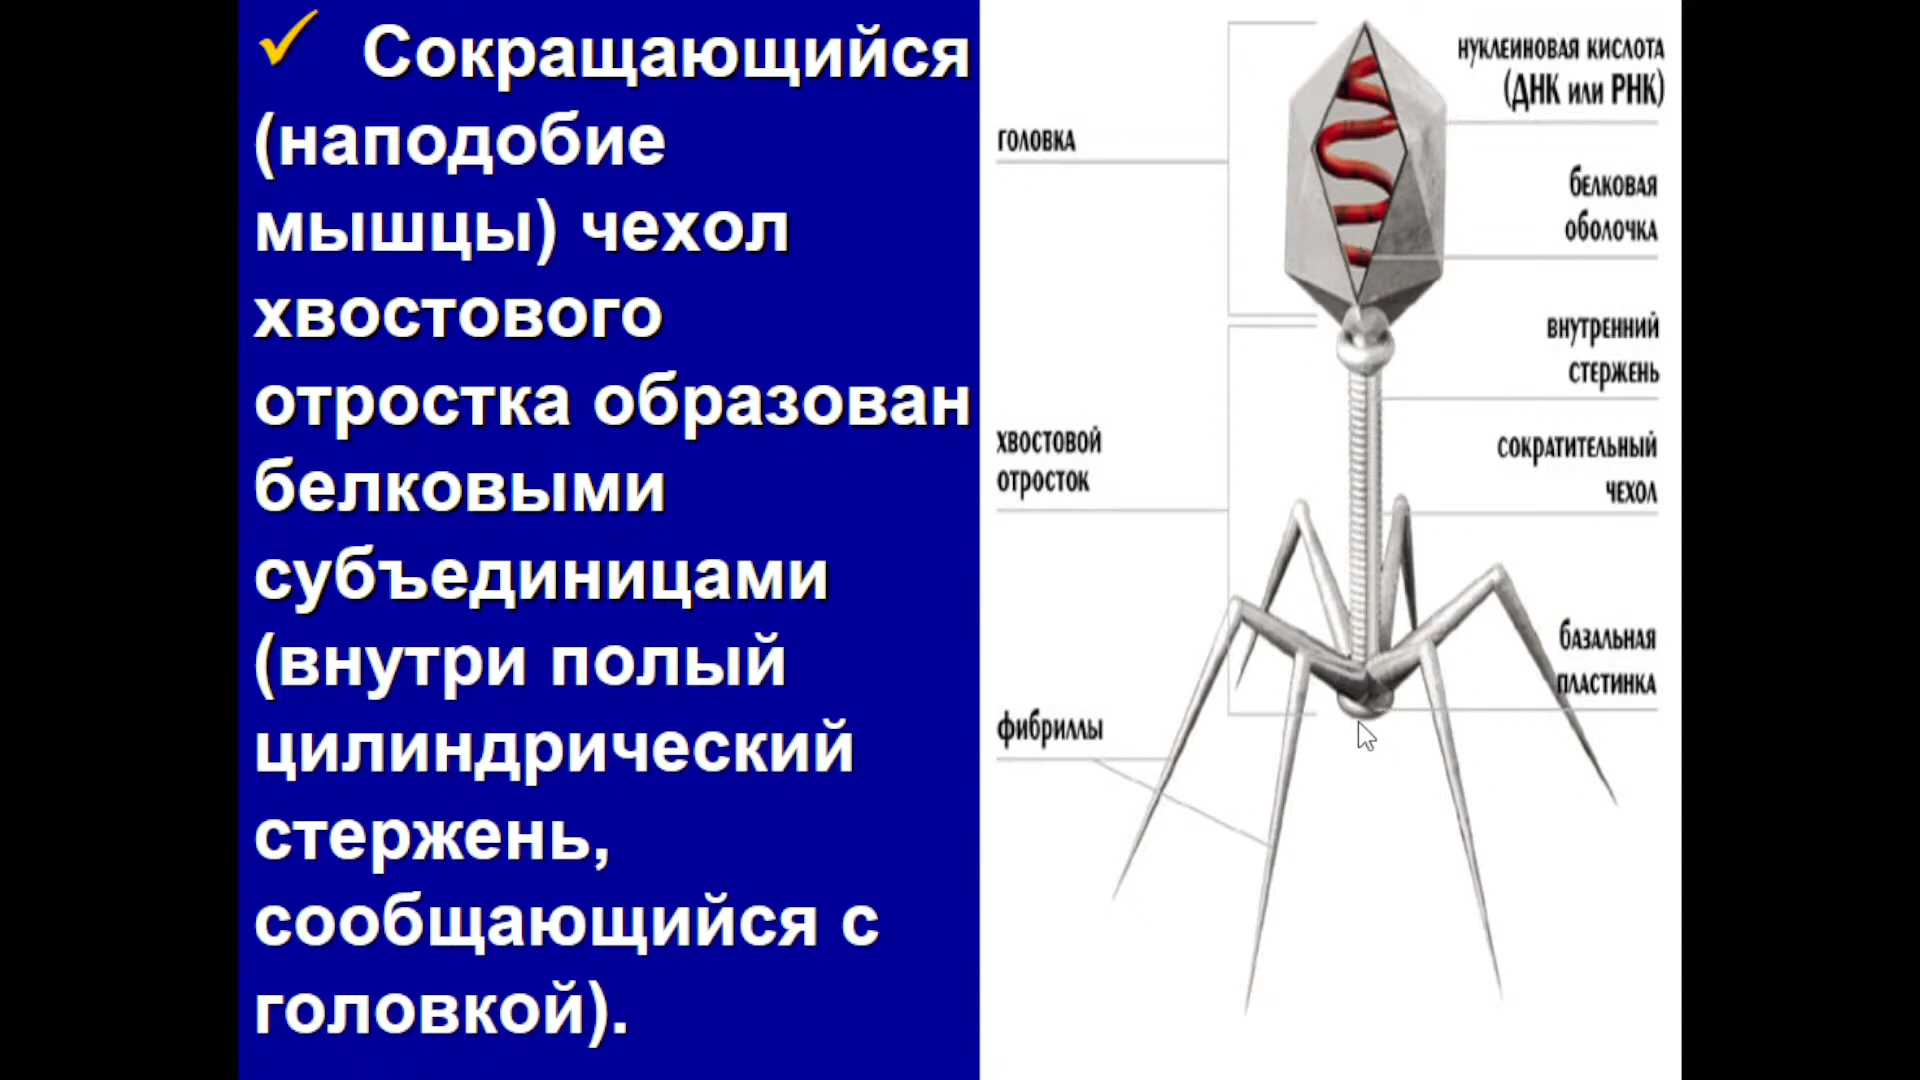 Сокращающийся
(наподобие
мышцы) чехол
хвостового
отростка образован
белковыми
субъединицами
(внутри полый
цилиндрический
стержень,
сообщающийся с
головкой).
головка
хвостовой
отросток
фибриллы
нуклеиновая кислота
(ДНК или РНК)
белковая
оболочка
внутренний
стержень
сократительный
чехол
базальная
пластинка